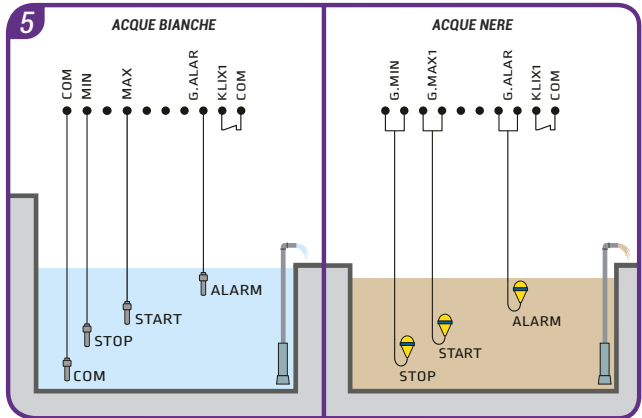 5
ACQUE BIANCHE
COM
MIN
MAX
G.ALAR
KLIX1
COM
ALARM
START
STOP
COM
ACQUE NERE
G.MIN
G.MAX1
G.ALAR
KLIX1
COM
ALARM
START
STOP